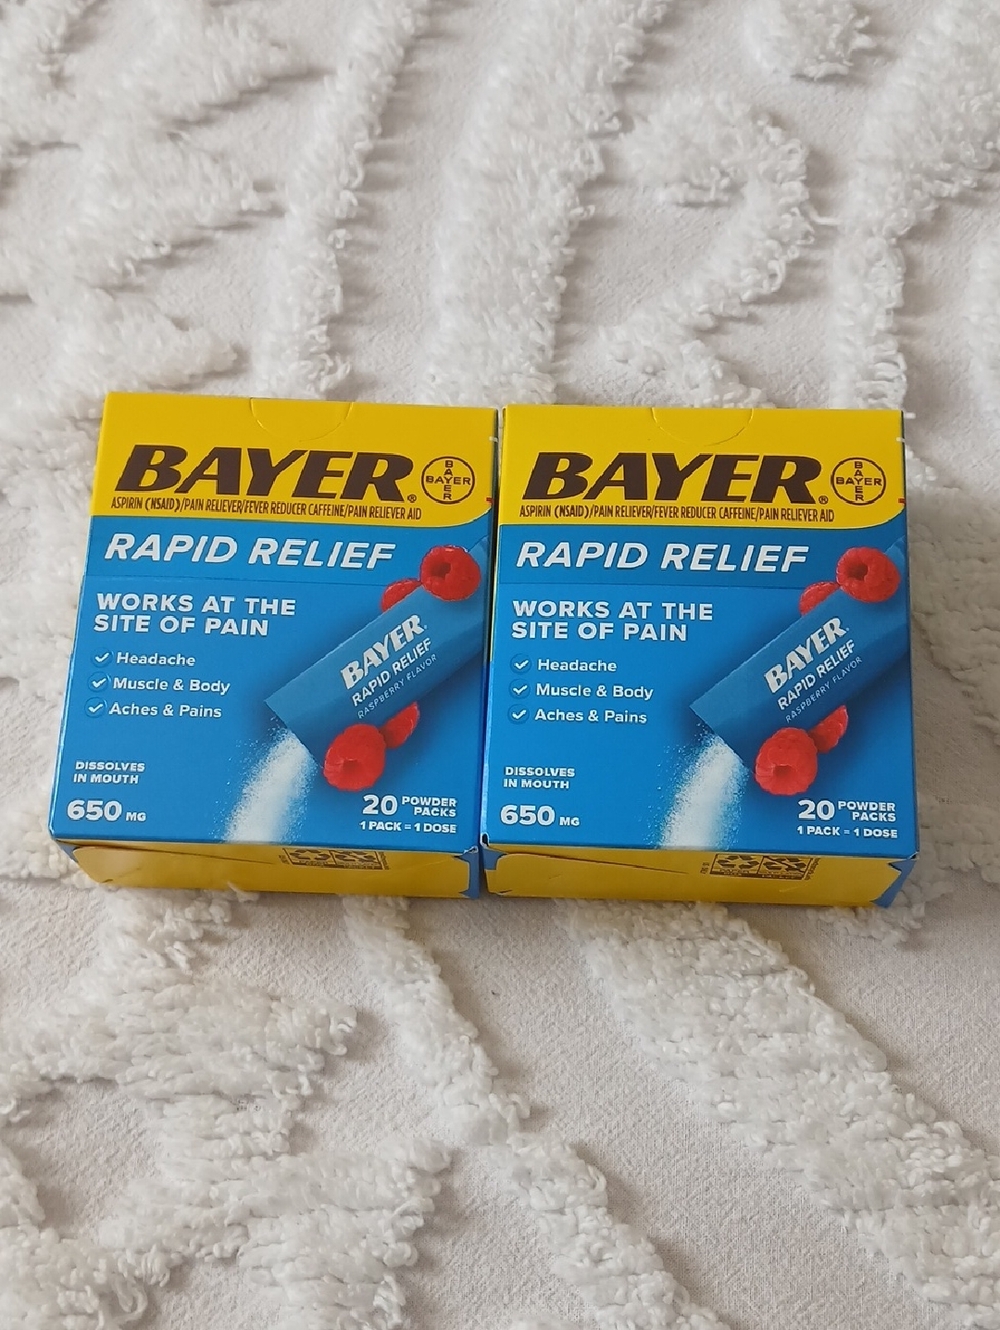 BAYER®
BAYER
BAYER
ASPIRIN (NSAID)/PAIN RELIEVER/FEVER REDUCER CAFFEINE/PAIN RELIEVER AID
RAPID RELIEF
WORKS AT THE
SITE OF PAIN
Headache
Muscle & Body
Aches & Pains
BAYER®
RAPID RELIEF
RASPBERRY FLAVOR
DISSOLVES
IN MOUTH
650 MG
20 POWDER
PACKS
1 PACK = 1 DOSE
BAYER®
BAYER
BAYER
ASPIRIN (NSAID)/PAIN RELIEVER/FEVER REDUCER CAFFEINE/PAIN RELIEVER AID
RAPID RELIEF
WORKS AT THE
SITE OF PAIN
Headache
Muscle & Body
Aches & Pains
BAYER®
RAPID RELIEF
RASPBERRY FLAVOR
DISSOLVES
IN MOUTH
650 MG
20 POWDER
PACKS
1 PACK = 1 DOSE